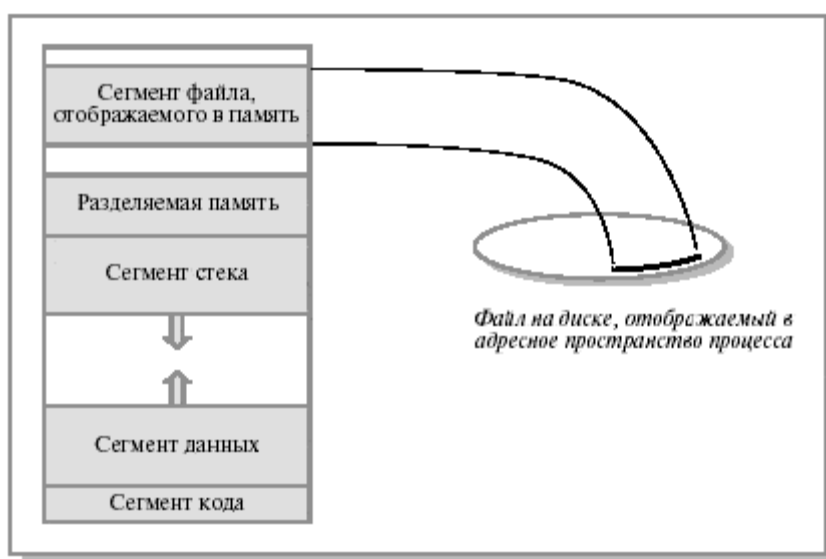 Сегмент файла,
отображаемого в память
Разделяемая память
Сегмент стека
Сегмент данных
Сегмент кода
Файл на диске, отображаемый в
адресное пространство процесса